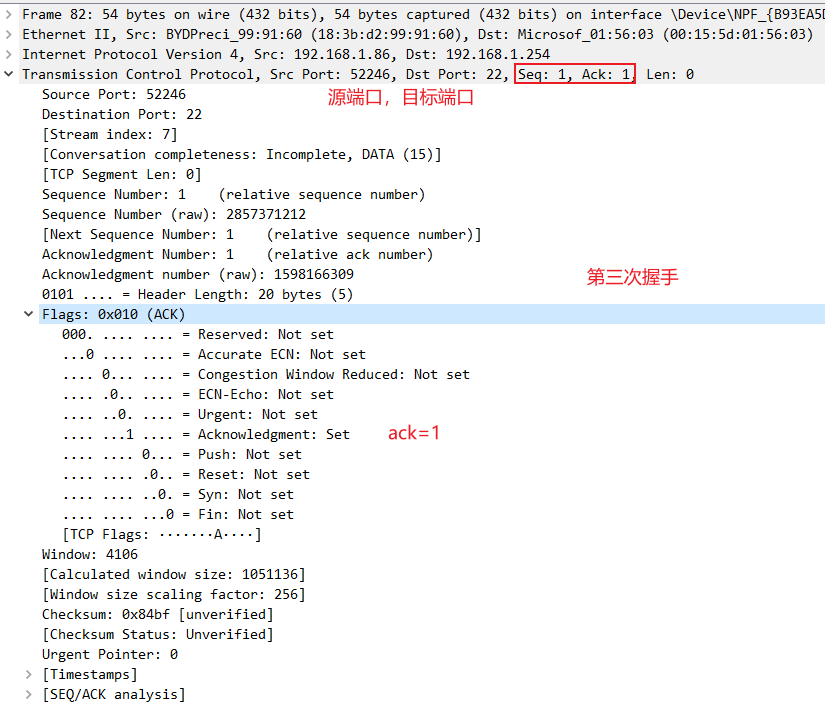 Frame 82: 54 bytes on wire (432 bits), 54 bytes captured (432 bits) on interface \Device\NPF_{B93EA5D
Ethernet II, Src: BYDPreci_99:91:60 (18:3b:d2:99:91:60), Dst: Microsof_01:56:03 (00:15:5d:01:56:03)
Internet Protocol Version 4, Src: 192.168.1.86, Dst: 192.168.1.254
Transmission Control Protocol, Src Port: 52246, Dst Port: 22, Seq: 1, Ack: 1, Len: 0
Source Port: 52246
源端口，目标端口
Destination Port: 22
[Stream index: 7]
[Conversation completeness: Incomplete, DATA (15)]
[TCP Segment Len: 0]
Sequence Number: 1    (relative sequence number)
Sequence Number (raw): 2857371212
[Next Sequence Number: 1    (relative sequence number)]
Acknowledgment Number: 1    (relative ack number)
Acknowledgment number (raw): 1598166309
第三次握手
0101 .... = Header Length: 20 bytes (5)
Flags: 0x010 (ACK)
000. .... .... = Reserved: Not set
...0 .... .... = Accurate ECN: Not set
.... 0... .... = Congestion Window Reduced: Not set
.... .0.. .... = ECN-Echo: Not set
.... ..0. .... = Urgent: Not set
.... ...1 .... = Acknowledgment: Set
ack=1
.... .... 0... = Push: Not set
.... .... .0.. = Reset: Not set
.... .... ..0. = Syn: Not set
.... .... ...0 = Fin: Not set
[TCP Flags: ·······A····]
Window: 4106
[Calculated window size: 1051136]
[Window size scaling factor: 256]
Checksum: 0x84bf [unverified]
[Checksum Status: Unverified]
Urgent Pointer: 0
[Timestamps]
[SEQ/ACK analysis]